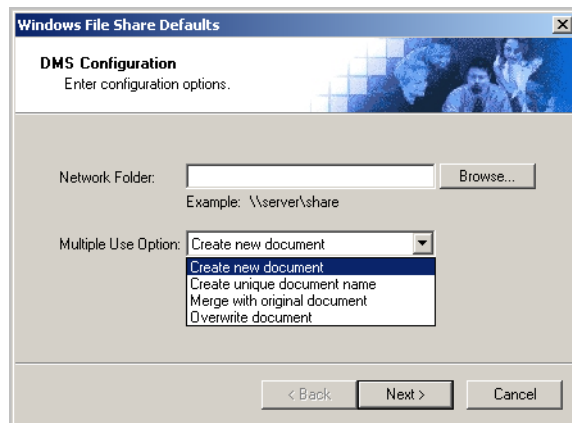 Windows File Share Defaults
DMS Configuration
Enter configuration options.
Network Folder:
Browse...
Example: \\server\share
Multiple Use Option: Create new document
Create new document
Create unique document name
Merge with original document
Overwrite document
< Back Next > Cancel